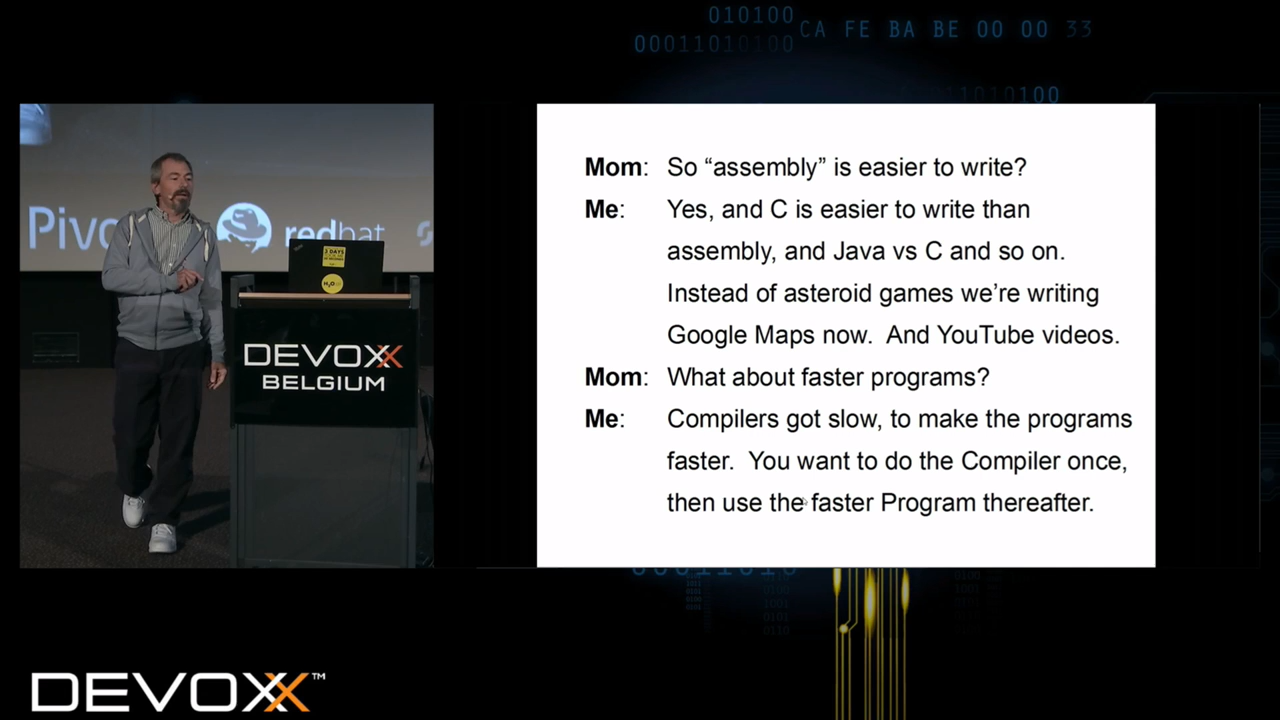 010100
00011010100
CA FE BA BE 00 00 33
11010100
Pivo
redhat
DEVOXX
BELGIUM
Mom: So “assembly” is easier to write?
Me: Yes, and C is easier to write than
assembly, and Java vs C and so on.
Instead of asteroid games we’re writing
Google Maps now. And YouTube videos.
Mom: What about faster programs?
Me: Compilers got slow, to make the programs
faster. You want to do the Compiler once,
then use the faster Program thereafter.
DEVOXX™